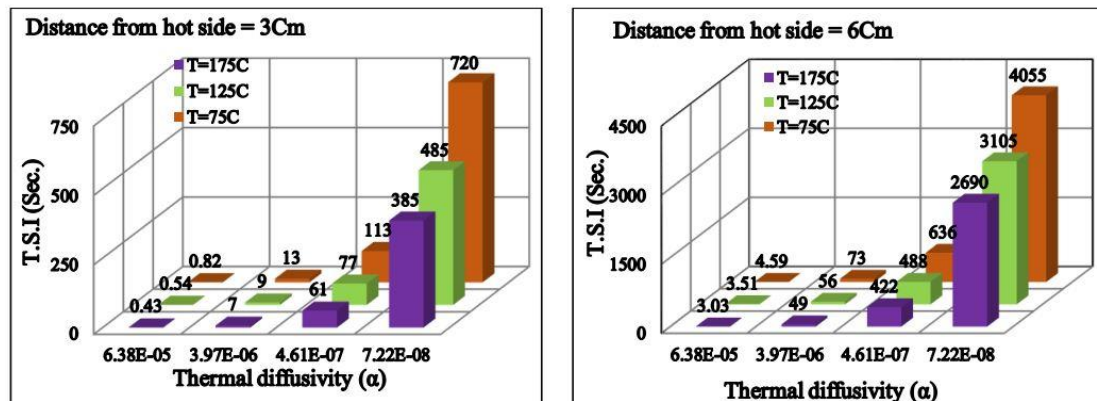 Distance from hot side = 3Cm
T=175C
T=125C
T=75C
720
750
485
500
385
113
250
77
13
0.82
61
9
0.54
7
0.43
0
T.S.I (Sec.)
6.38E-05 3.97E-06 4.61E-07 7.22E-08
Thermal diffusivity (α)
Distance from hot side = 6Cm
T=175C
T=125C
T=75C
4055
4500
3105
2690
3000
636
1500
488
73
4.59
422
56
3.51
49
3.03
0
T.S.I (Sec.)
6.38E-05 3.97E-06 4.61E-07 7.22E-08
Thermal diffusivity (α)